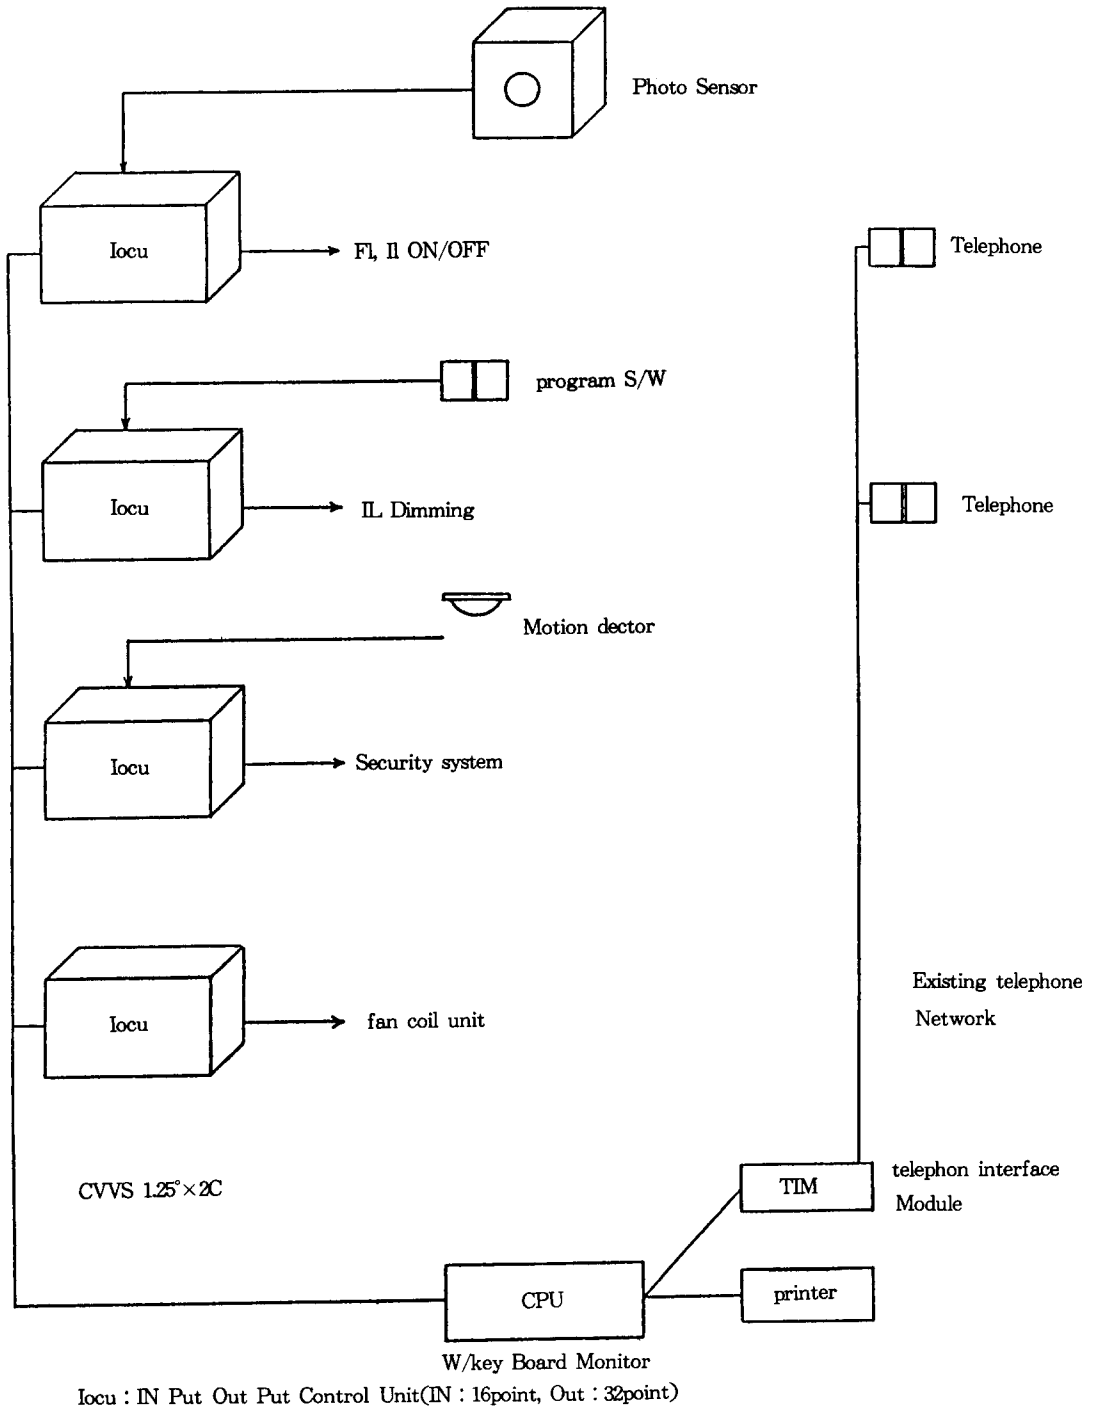 Photo Sensor
Iocu
Fl, Il ON/OFF
Telephone
program S/W
Iocu
IL Dimming
Telephone
Motion dector
Iocu
Security system
Iocu
fan coil unit
Existing telephone
Network
CVVS 1.25°×2C
TIM
telephon interface
Module
CPU
printer
W/key Board Monitor
Iocu : IN Put Out Put Control Unit(IN : 16point, Out : 32point)